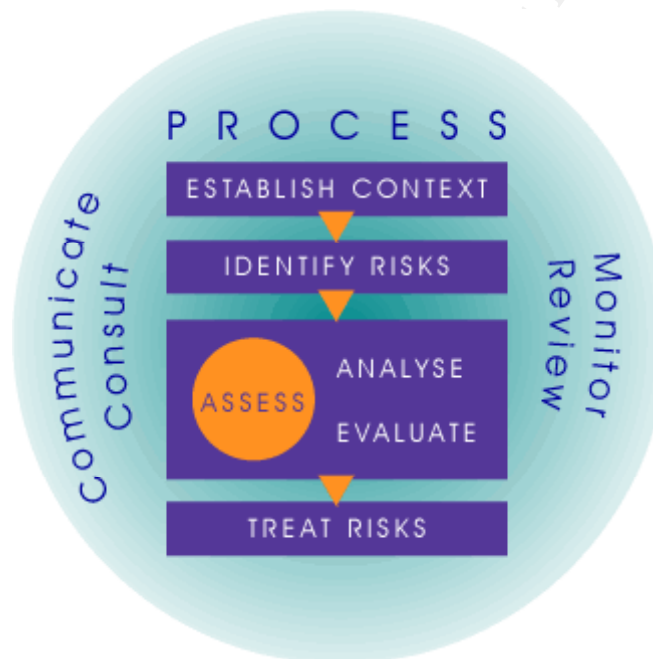 PROCESS
ESTABLISH CONTEXT
IDENTIFY RISKS
ASSESS
ANALYSE
EVALUATE
TREAT RISKS
Communicate
Consult
Monitor
Review